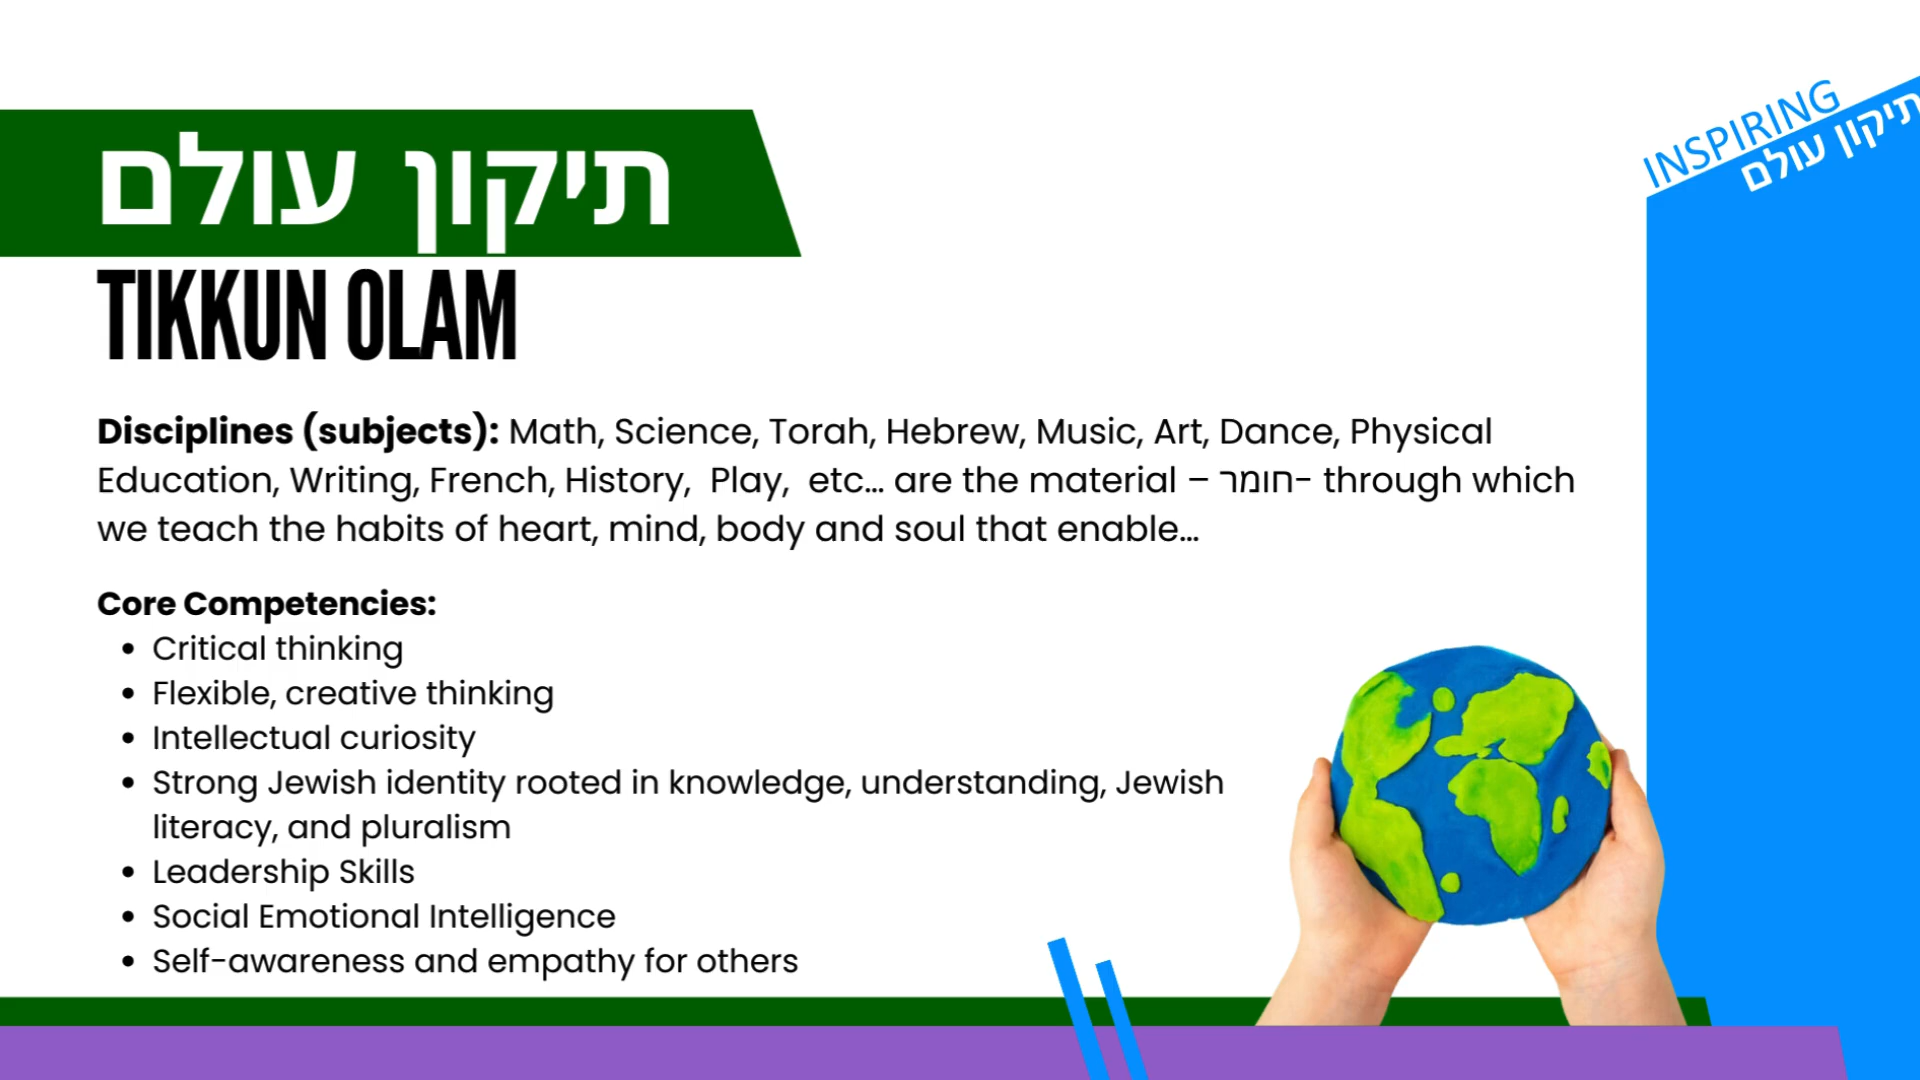 תיקון עולם
TIKKUN OLAM
INSPIRING
תיקון עולם
Disciplines (subjects): Math, Science, Torah, Hebrew, Music, Art, Dance, Physical
Education, Writing, French, History,  Play,  etc... are the material – חומר- through which
we teach the habits of heart, mind, body and soul that enable...
Core Competencies:
• Critical thinking
• Flexible, creative thinking
• Intellectual curiosity
• Strong Jewish identity rooted in knowledge, understanding, Jewish
literacy, and pluralism
• Leadership Skills
• Social Emotional Intelligence
• Self-awareness and empathy for others